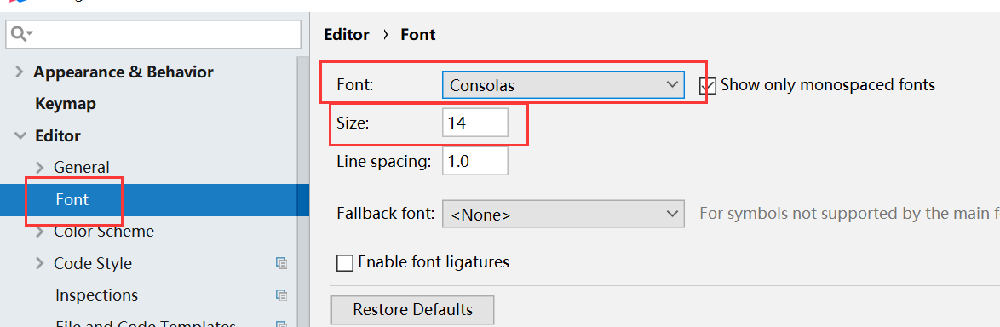 Editor › Font
Appearance & Behavior
Keymap
Editor
General
Font
Color Scheme
Code Style
Inspections
File and Code Templates
Font: Consolas Show only monospaced fonts
Size: 14
Line spacing: 1.0
Fallback font: <None> For symbols not supported by the main
Enable font ligatures
Restore Defaults